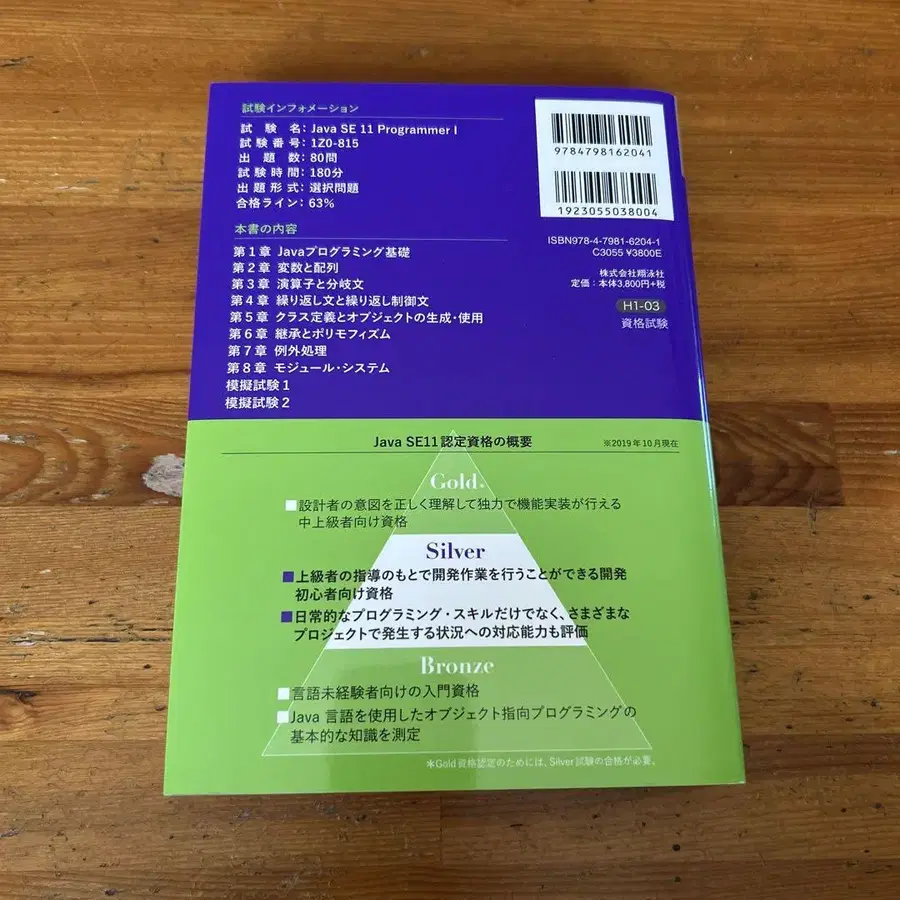 試験インフォメーション
試験名：Java SE 11 Programmer I
試験番号：1Z0-815
出題数：80問
試験時間：180分
出題形式：選択問題
合格ライン：63%
本書の内容
第1章 Javaプログラミング基礎
第2章 変数と配列
第3章 演算子と分岐文
第4章 繰り返し文と繰り返し制御文
第5章 クラス定義とオブジェクトの生成・使用
第6章 継承とポリモフィズム
第7章 例外処理
第8章 モジュール・システム
模擬試験1
模擬試験2
9784798162041
1923055038004
ISBN978-4-7981-6204-1
C3055 ¥3800E
株式会社翔泳社
定価：本体3,800円+税
H1-03
資格試験
Java SE11認定資格の概要
※2019年10月現在
Gold*
■設計者の意図を正しく理解して独力で機能実装が行える
中上級者向け資格
Silver
■上級者の指導のもとで開発作業を行うことができる開発
初心者向け資格
■日常的なプログラミング・スキルだけでなく、さまざまな
プロジェクトで発生する状況への対応能力も評価
Bronze
■言語未経験者向けの入門資格
■Java 言語を使用したオブジェクト指向プログラミングの
基本的な知識を測定
*Gold資格認定のためには、Silver試験の合格が必要。